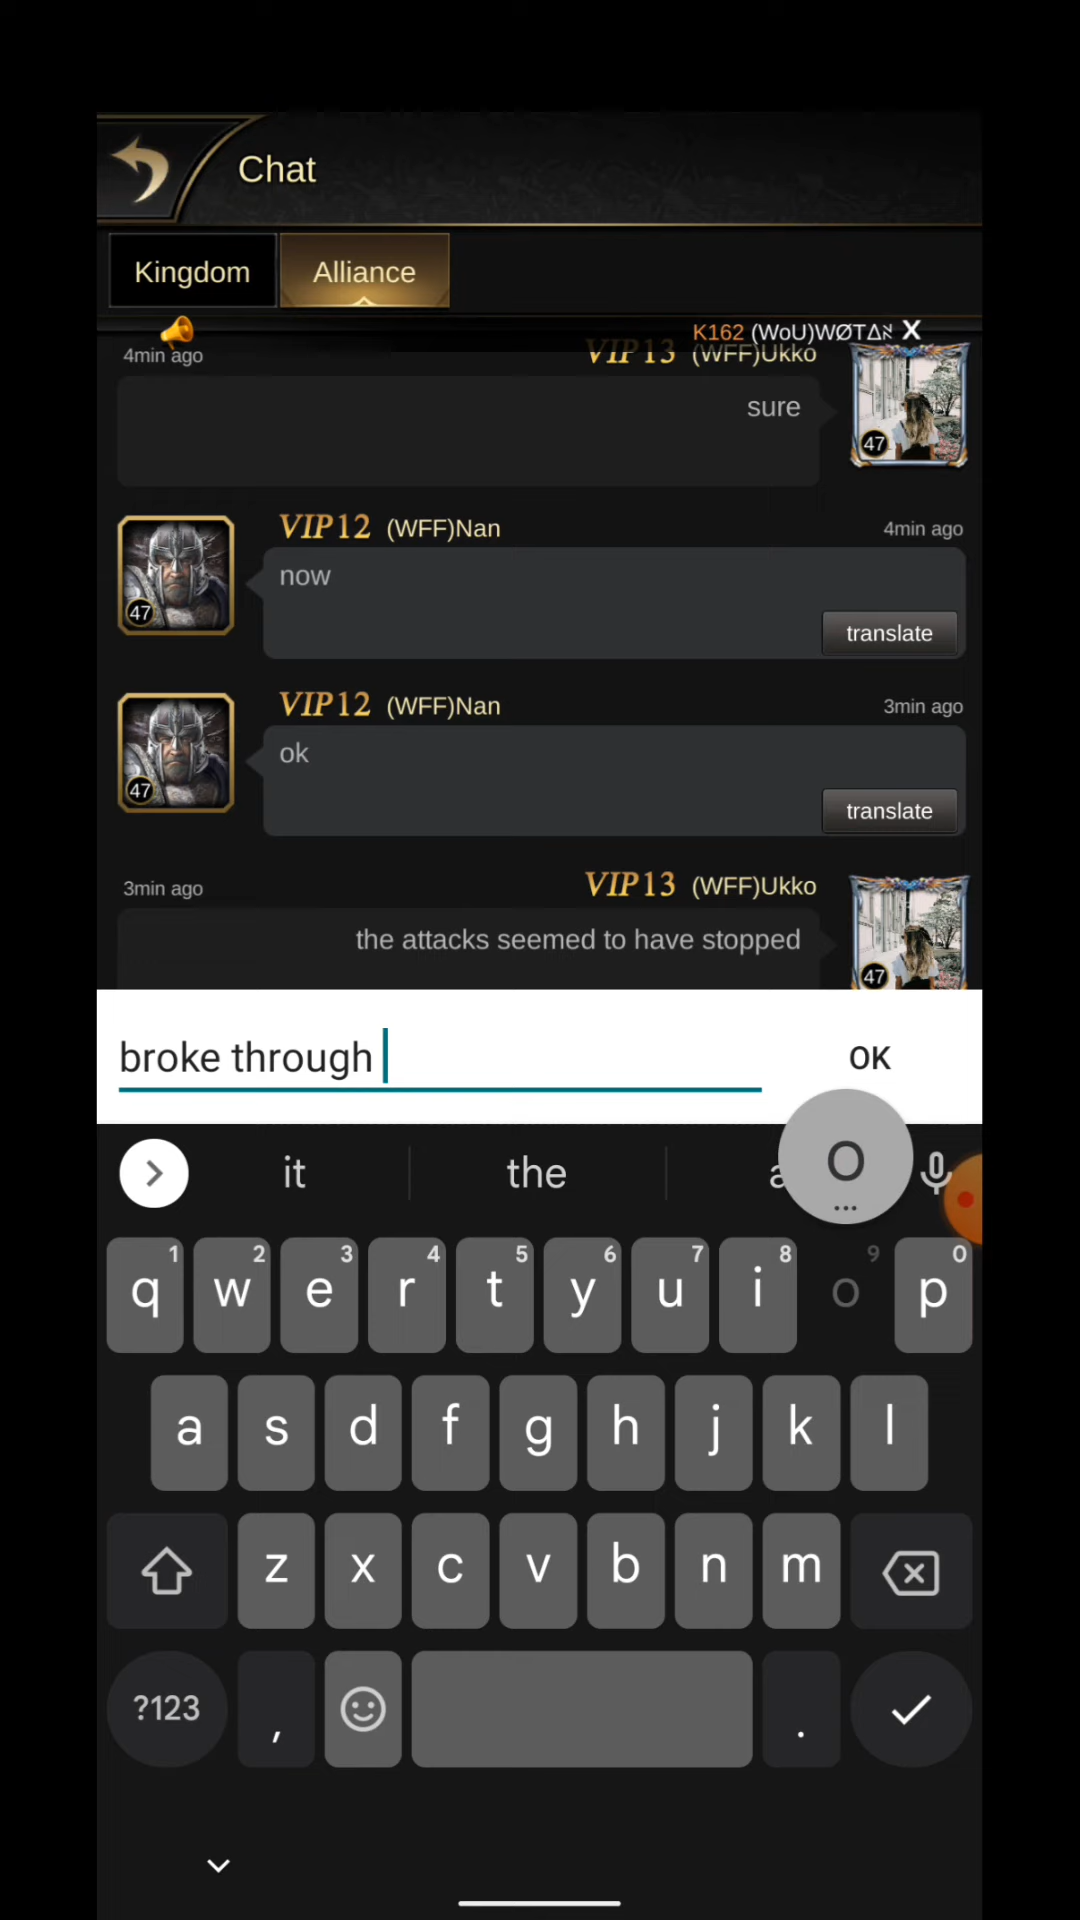 Chat
Kingdom
Alliance
K162 (WoU)WØTΔא X
4min ago
VIP13 (WFF)Ukko
sure
47
VIP12 (WFF)Nan
4min ago
now
47
translate
VIP12 (WFF)Nan
3min ago
ok
47
translate
3min ago
VIP13 (WFF)Ukko
the attacks seemed to have stopped
47
broke through
OK
it
the
o
...
q 1 w 2 e 3 r 4 t 5 y 6 u 7 i 8 o 9 p 0
a s d f g h j k l
z x c v b n m
?123 , .